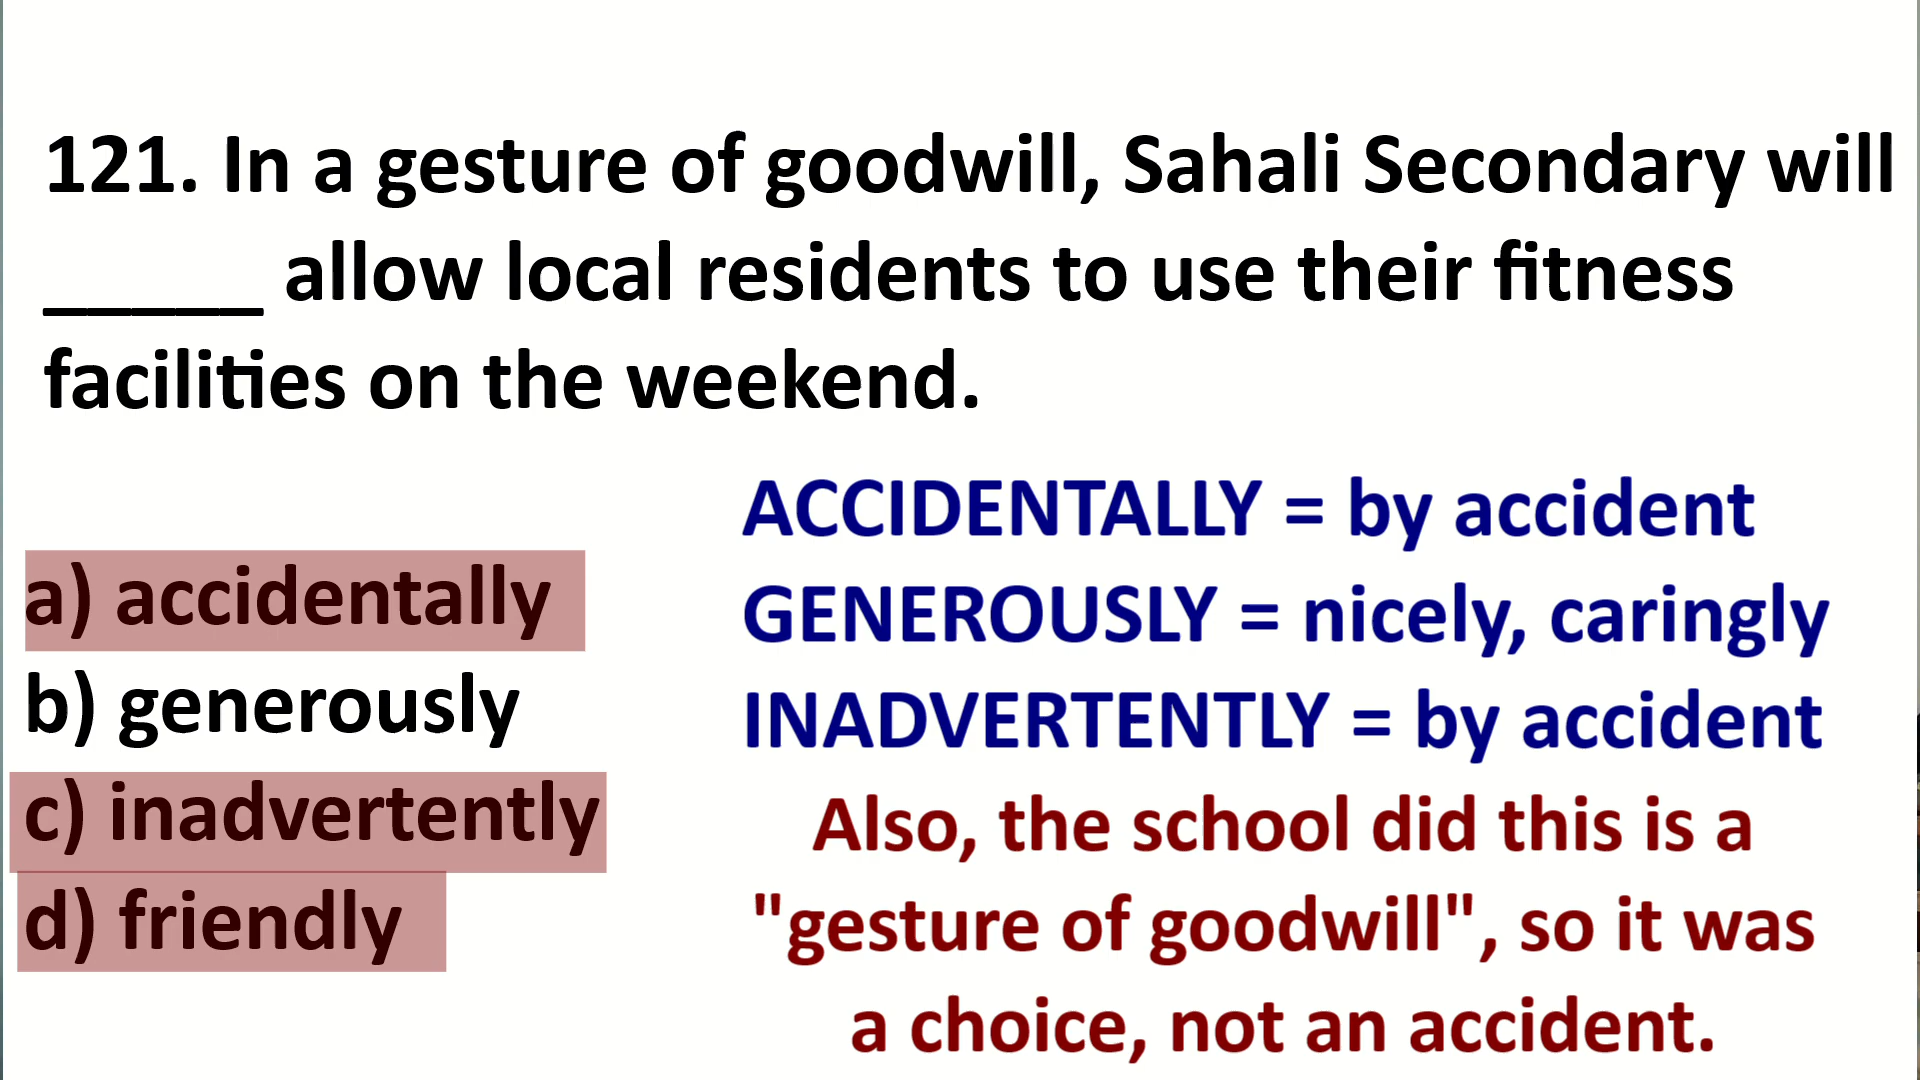 121. In a gesture of goodwill, Sahali Secondary will
_____ allow local residents to use their fitness
facilities on the weekend.
a) accidentally
b) generously
c) inadvertently
d) friendly
ACCIDENTALLY = by accident
GENEROUSLY = nicely, caringly
INADVERTENTLY = by accident
Also, the school did this is a
"gesture of goodwill", so it was
a choice, not an accident.